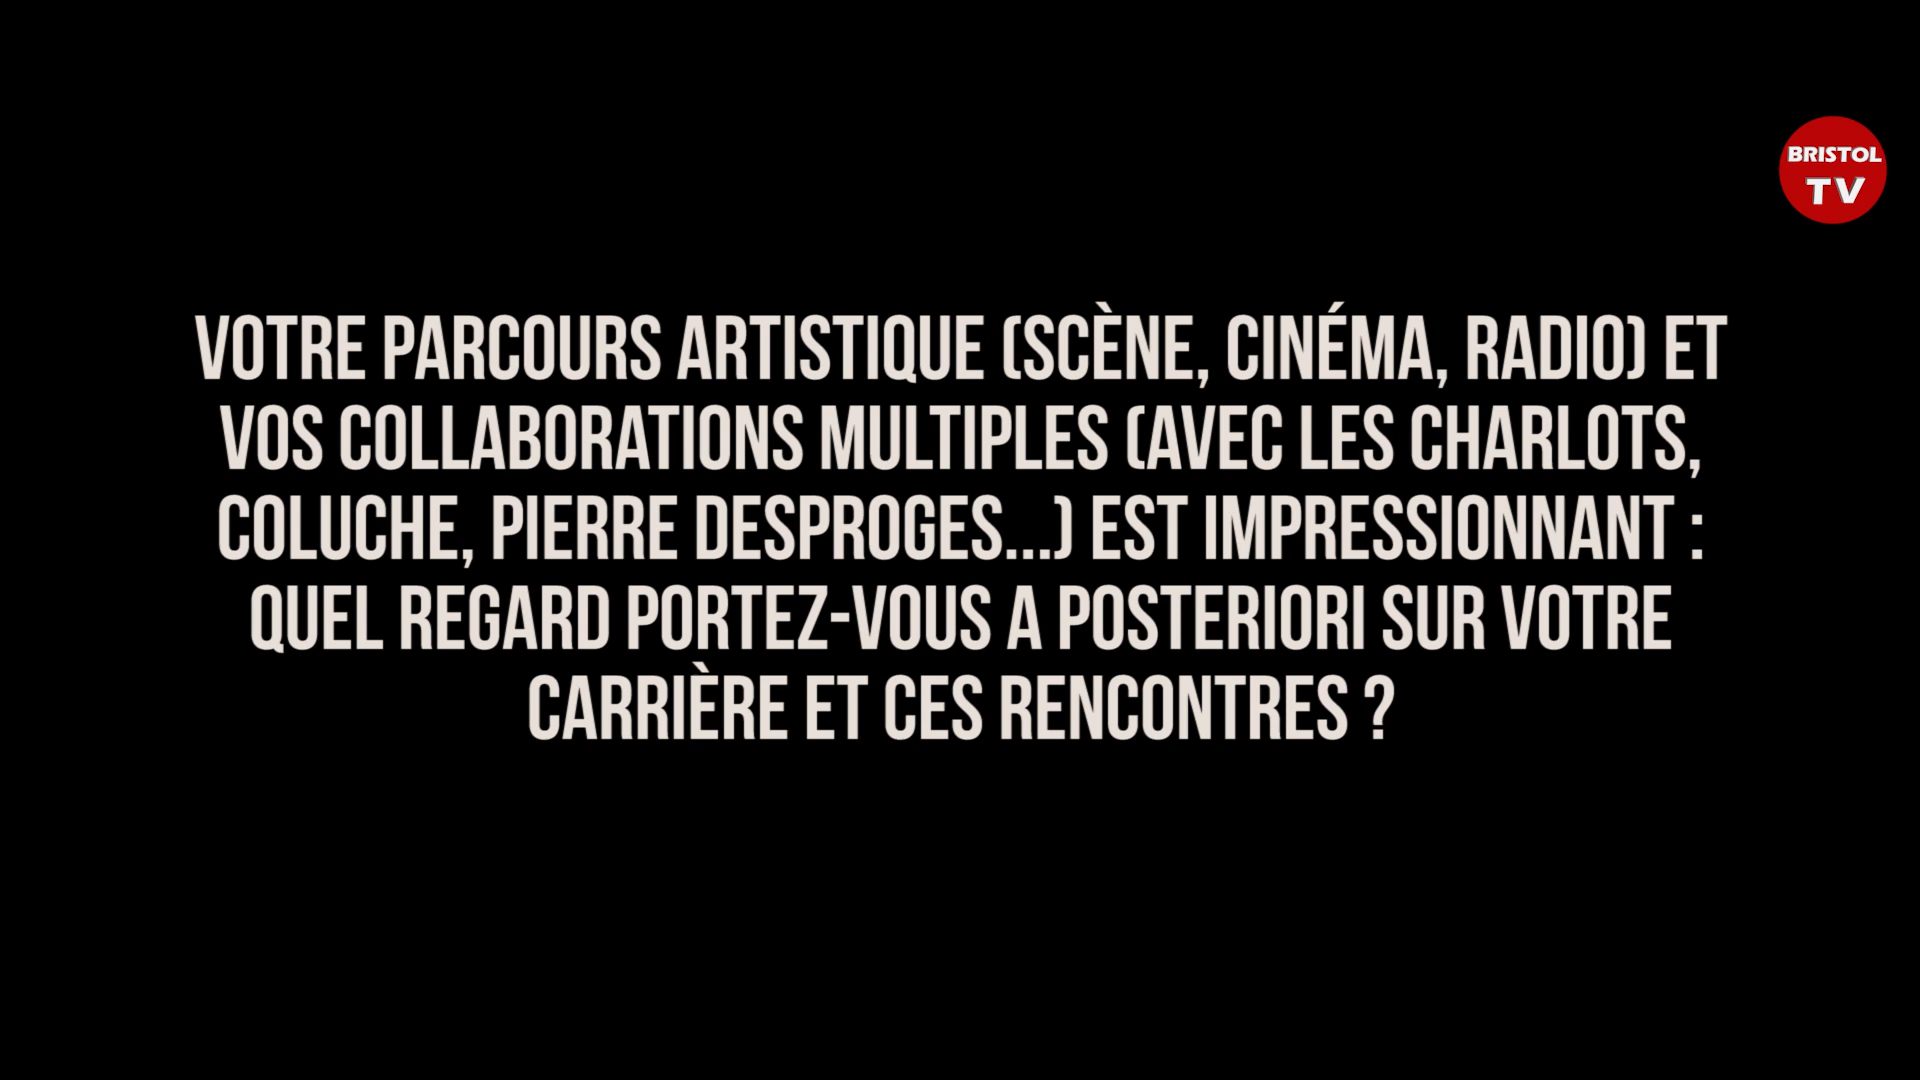 BRISTOL
TV
VOTRE PARCOURS ARTISTIQUE (SCÈNE, CINÉMA, RADIO) ET
VOS COLLABORATIONS MULTIPLES (AVEC LES CHARLOTS,
COLUCHE, PIERRE DESPROGES...) EST IMPRESSIONNANT :
QUEL REGARD PORTEZ-VOUS A POSTERIORI SUR VOTRE
CARRIÈRE ET CES RENCONTRES ?